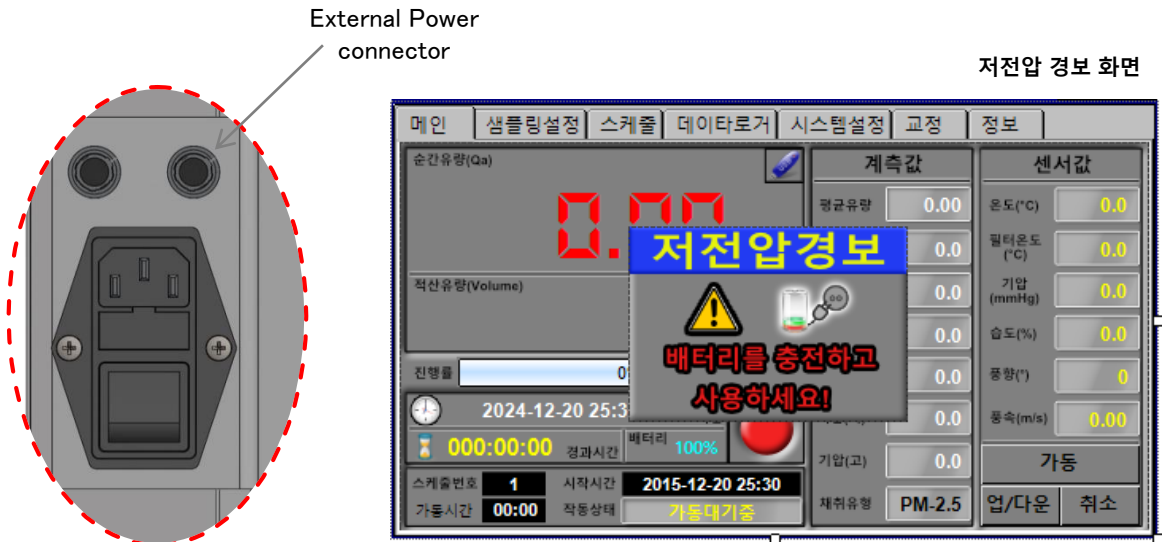 External Power
connector
저전압 경보 화면
메인 샘플링설정 스케줄 데이타로거 시스템설정 교정 정보
순간유량(Qa)
계측값
센서값
평균유량 0.00
온도(°C) 0.0
저전압경보
0.0
필터온도
(°C) 0.0
적산유량(Volume)
0.0
기압
(mmHg) 0.0
0.0
습도(%) 0.0
배터리를 충전하고
사용하세요!
진행률
0.0
풍향(°) 0
2024-12-20 25:3
0.0
풍속(m/s) 0.00
000:00:00 경과시간 배터리 100%
기압(고) 0.0
가동
스케줄번호 1 시작시간 2015-12-20 25:30
가동시간 00:00 작동상태 가동대기중
채취유형 PM-2.5
업/다운 취소